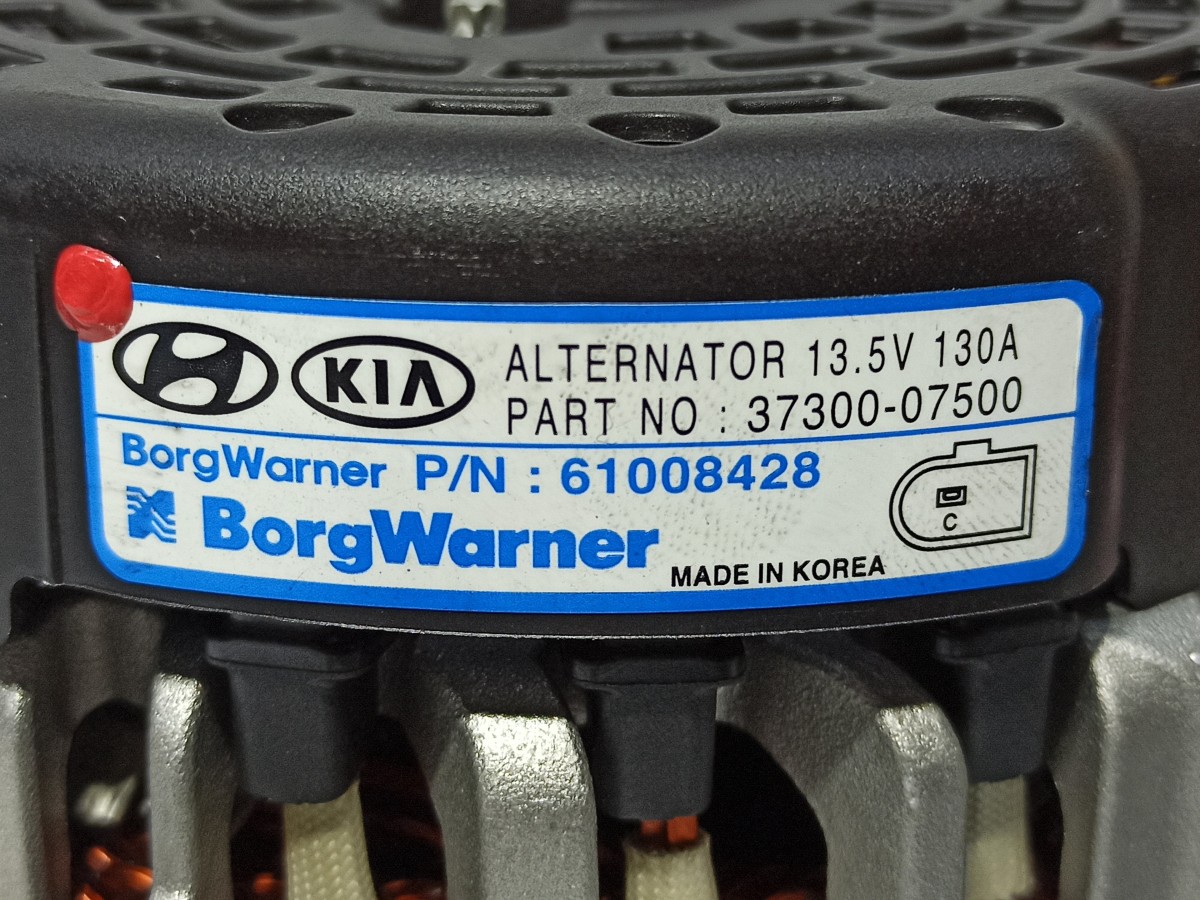 KIA ALTERNATOR 13.5V 130A
PART NO : 37300-07500
BorgWarner P/N : 61008428
BorgWarner
MADE IN KOREA
C